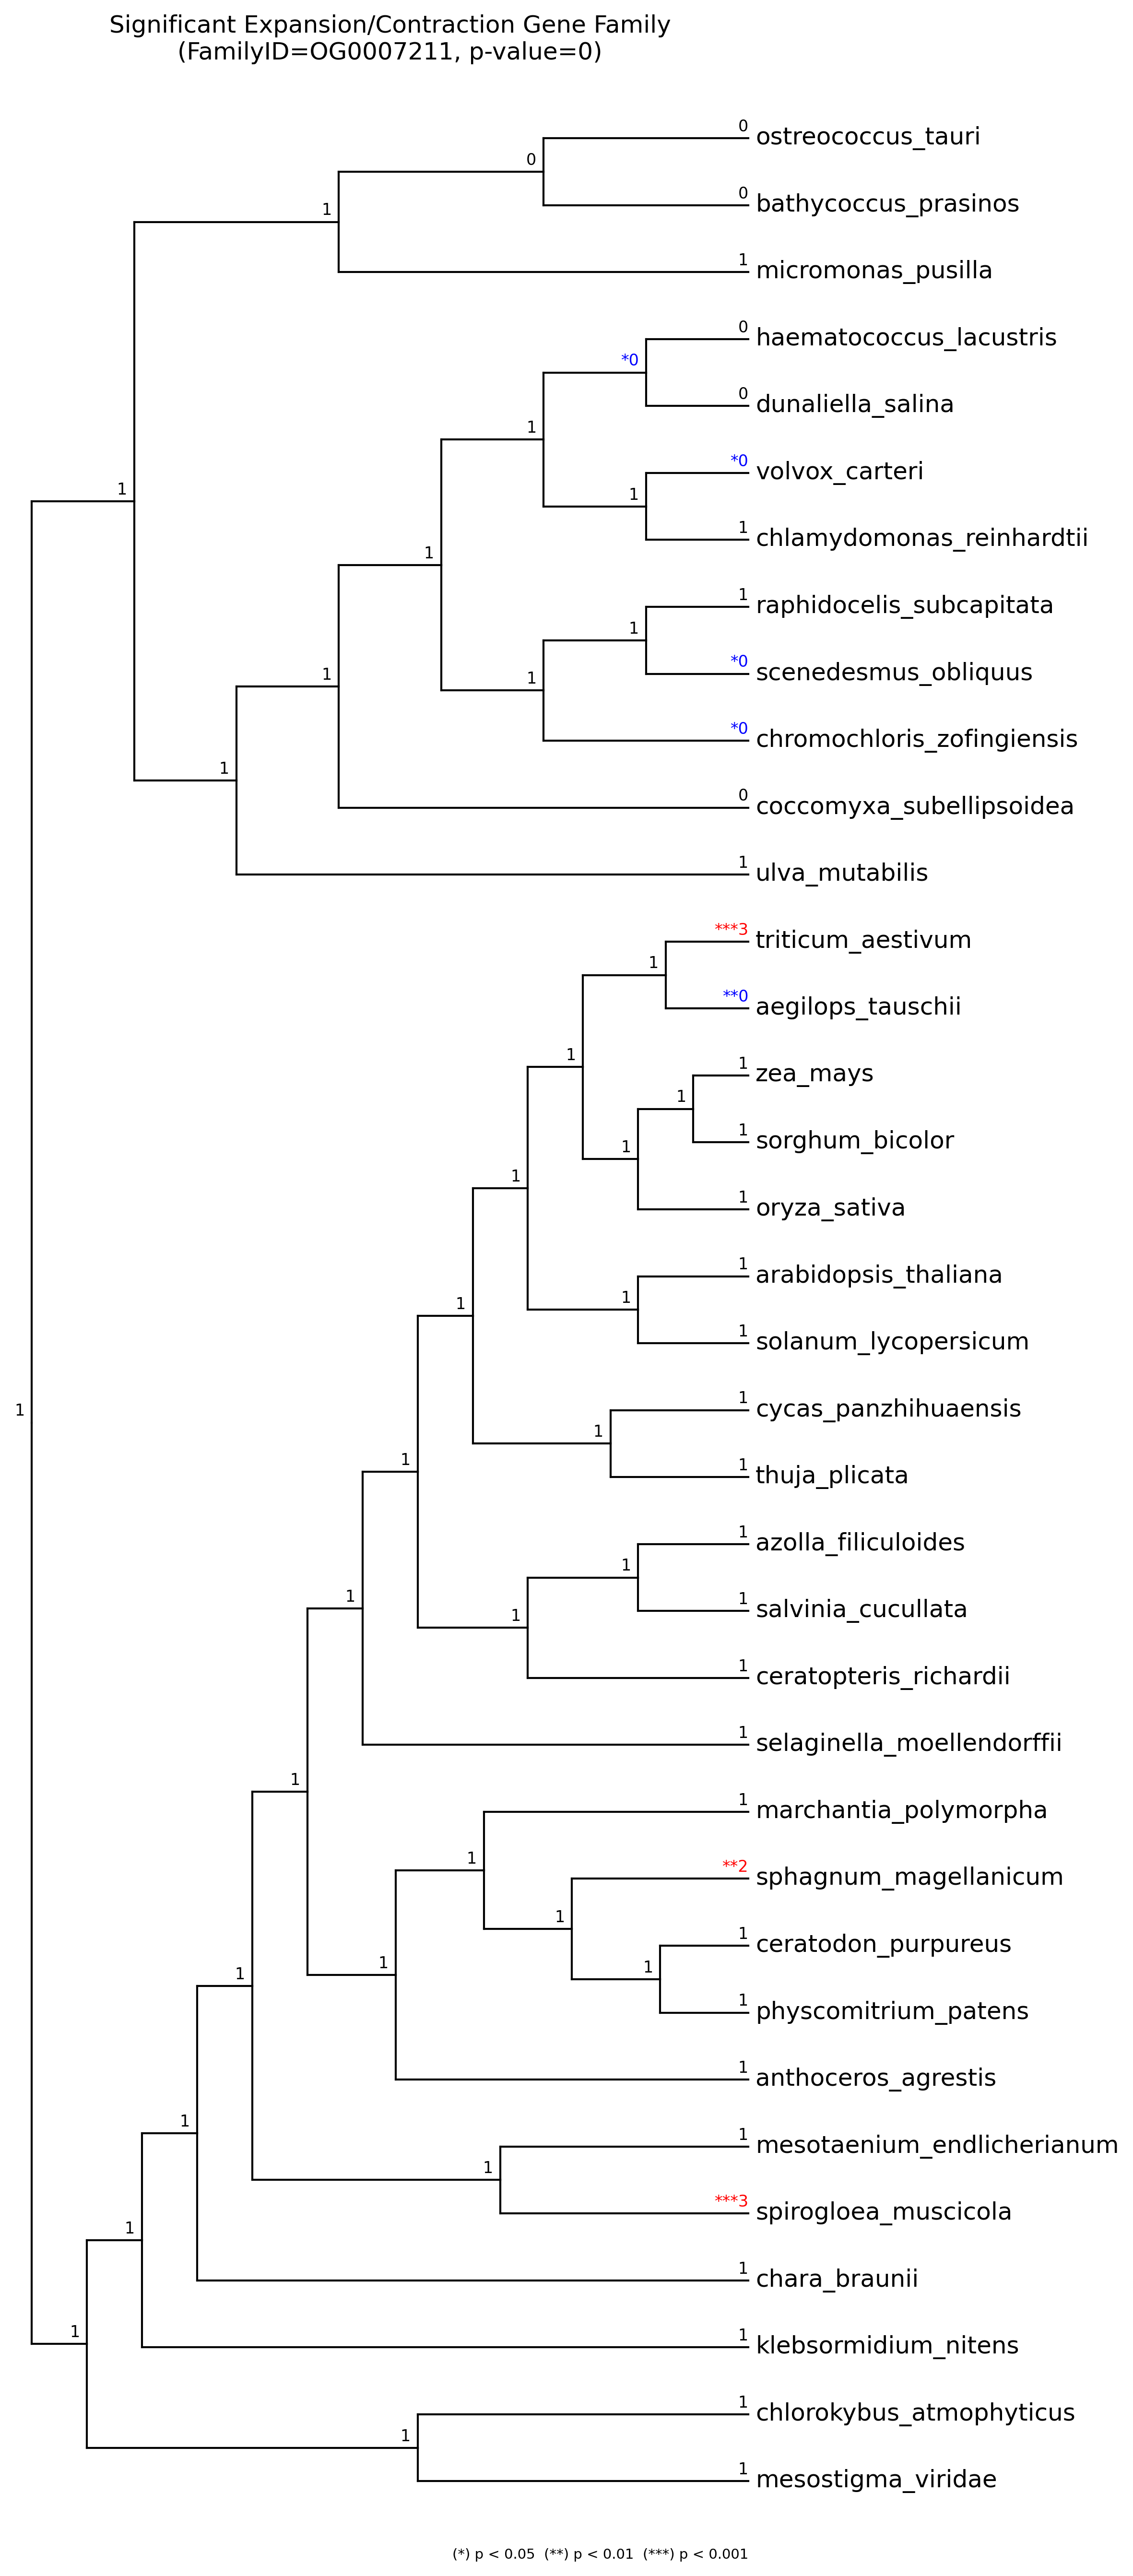 Significant Expansion/Contraction Gene Family
(FamilyID=OG0007211, p-value=0)
0
ostreococcus_tauri
0
0
bathycoccus_prasinos
1
1
micromonas_pusilla
0
haematococcus_lacustris
*0
0
dunaliella_salina
1
*0
volvox_carteri
1
1
1
chlamydomonas_reinhardtii
1
1
raphidocelis_subcapitata
1
1
*0
scenedesmus_obliquus
1
*0
chromochloris_zofingiensis
1
0
coccomyxa_subellipsoidea
1
ulva_mutabilis
***3
triticum_aestivum
1
**0
aegilops_tauschii
1
1
zea_mays
1
1
sorghum_bicolor
1
1
1
oryza_sativa
1
arabidopsis_thaliana
1
1
1
solanum_lycopersicum
1
1
cycas_panzhihuaensis
1
1
1
thuja_plicata
1
azolla_filiculoides
1
1
1
salvinia_cucullata
1
1
ceratopteris_richardii
1
selaginella_moellendorffii
1
1
marchantia_polymorpha
1
**2
sphagnum_magellanicum
1
1
ceratodon_purpureus
1
1
1
1
physcomitrium_patens
1
anthoceros_agrestis
1
1
mesotaenium_endlicherianum
1
***3
spirogloea_muscicola
1
1
chara_braunii
1
1
klebsormidium_nitens
1
chlorokybus_atmophyticus
1
1
mesostigma_viridae
(*) p < 0.05  (**) p < 0.01  (***) p < 0.001